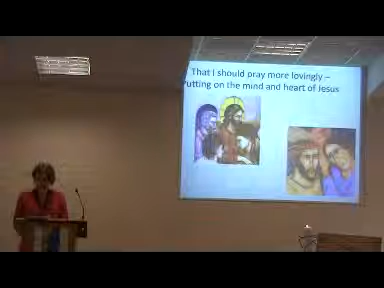 That I should pray more lovingly –
Putting on the mind and heart of Jesus